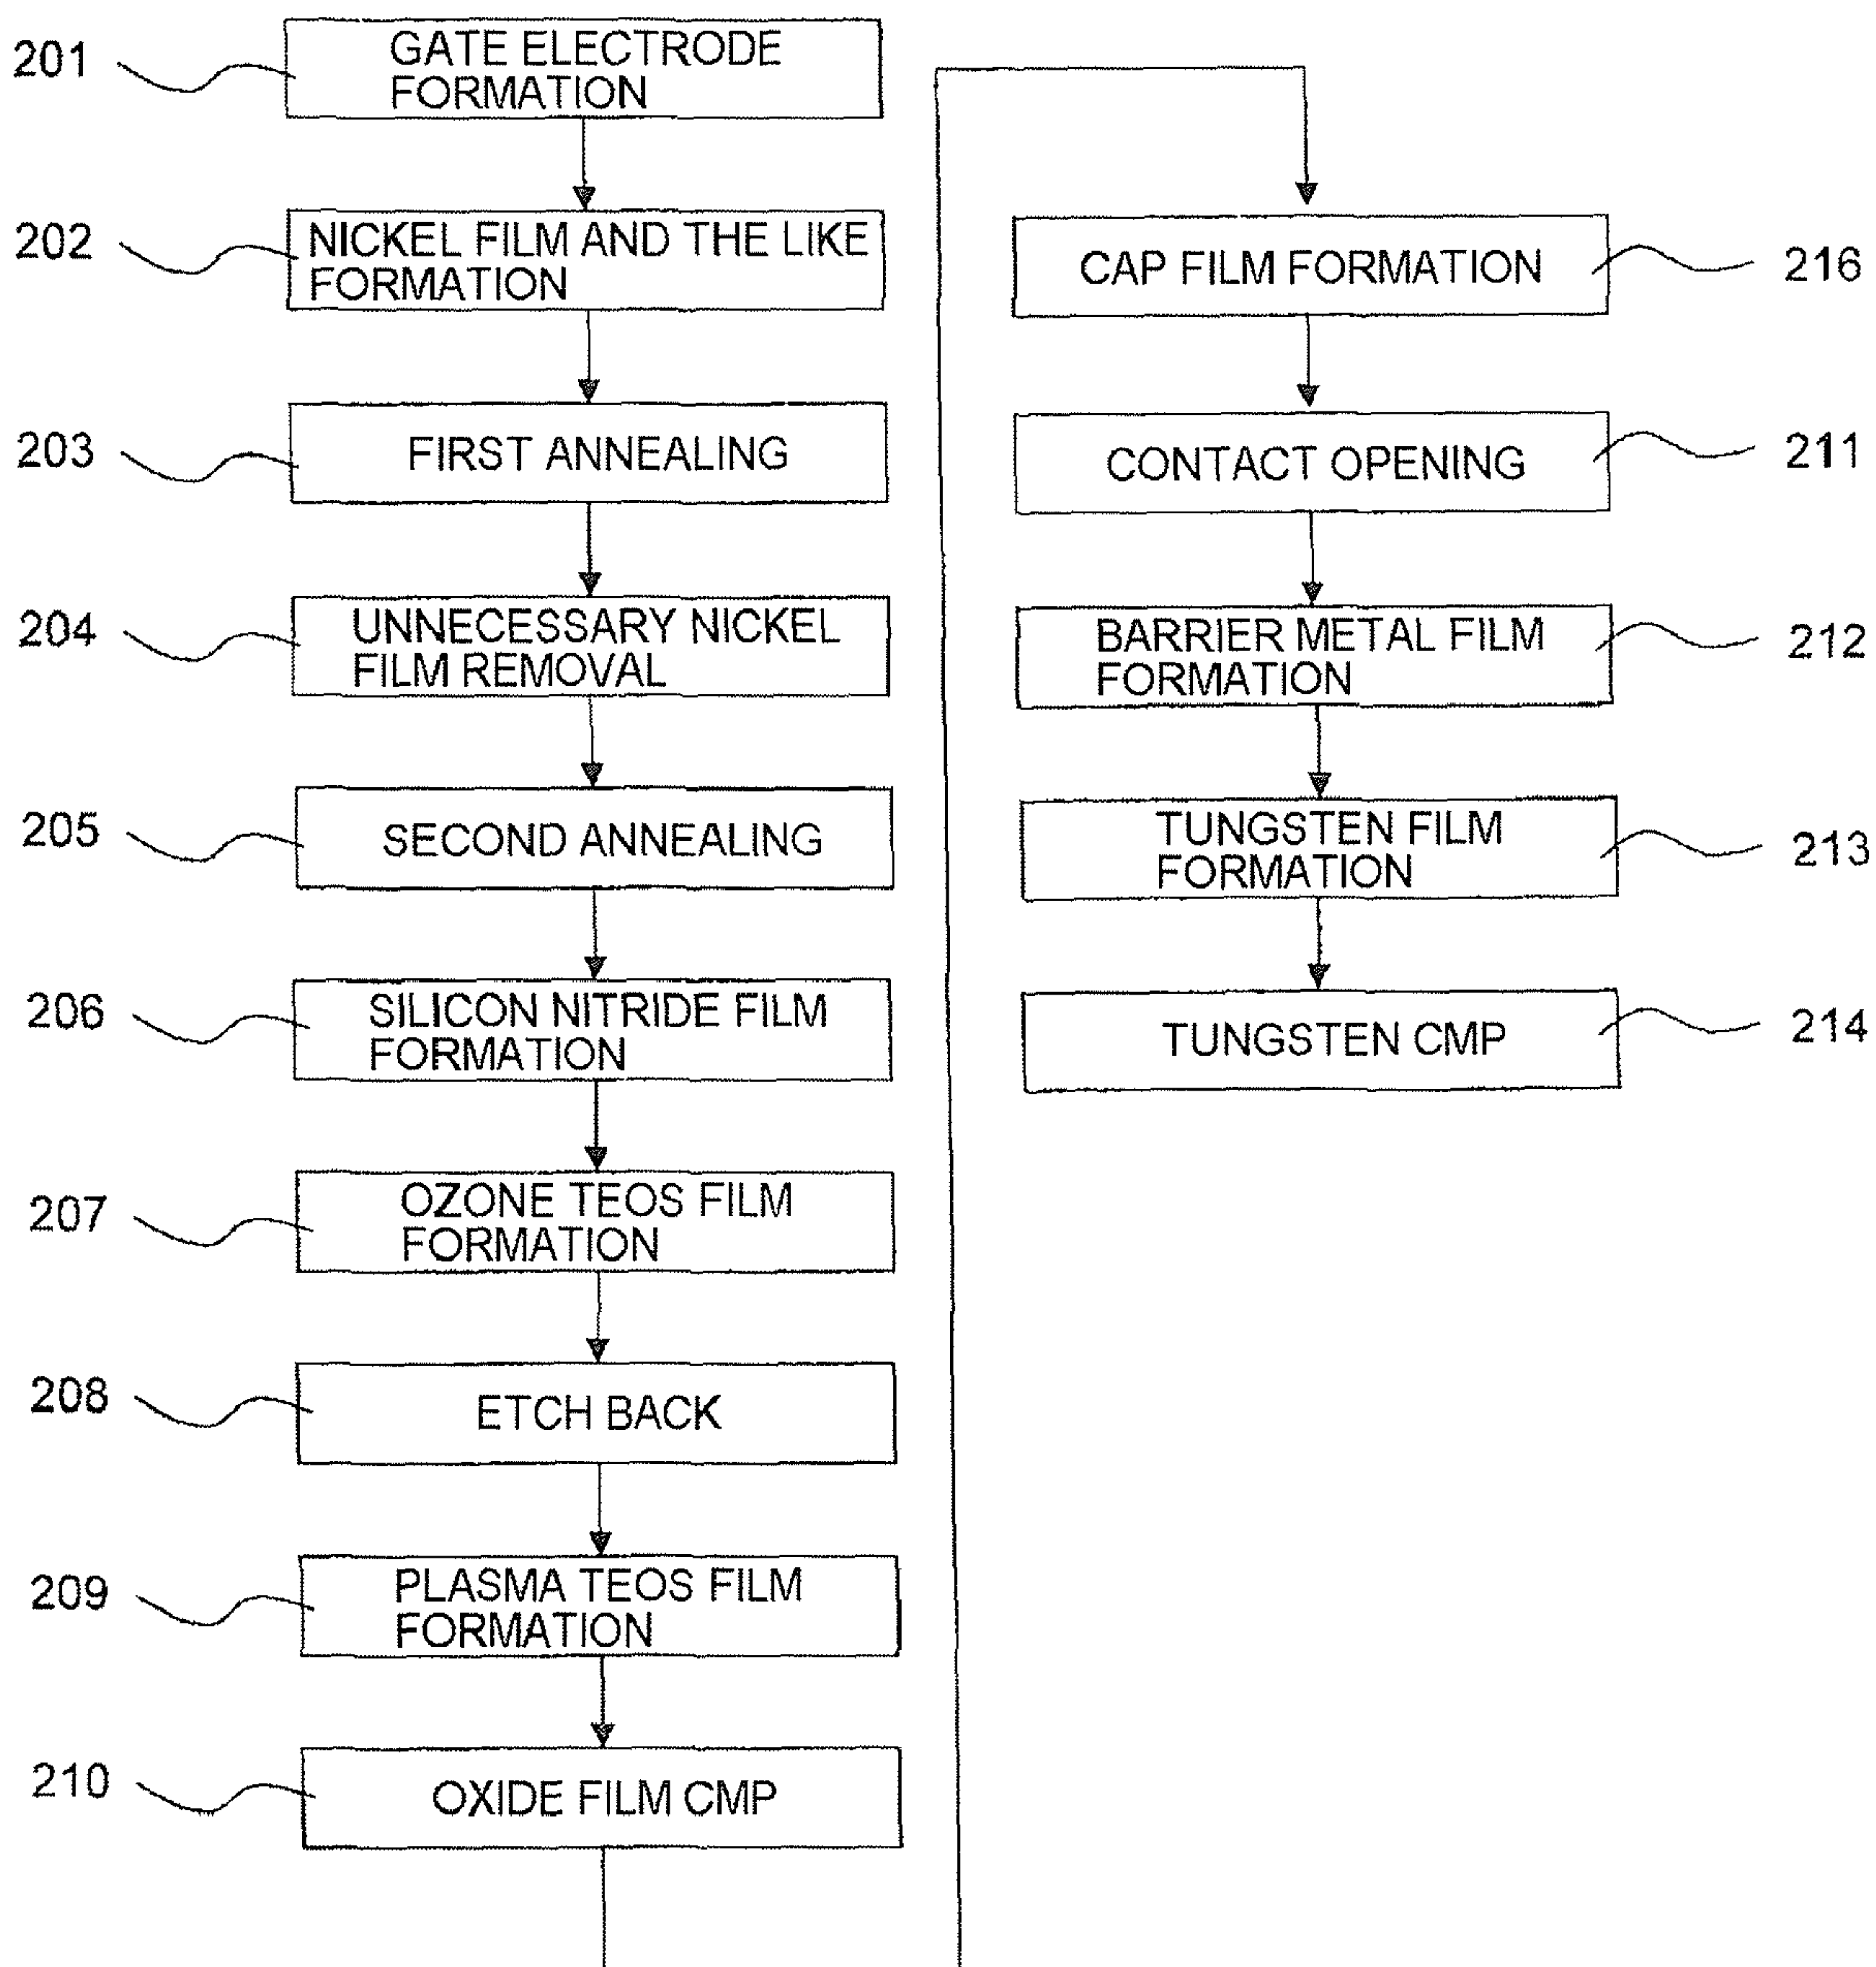 201
GATE ELECTRODE
FORMATION
202
NICKEL FILM AND THE LIKE
FORMATION
203
FIRST ANNEALING
204
UNNECESSARY NICKEL
FILM REMOVAL
205
SECOND ANNEALING
206
SILICON NITRIDE FILM
FORMATION
207
OZONE TEOS FILM
FORMATION
208
ETCH BACK
209
PLASMA TEOS FILM
FORMATION
210
OXIDE FILM CMP
CAP FILM FORMATION
216
CONTACT OPENING
211
BARRIER METAL FILM
FORMATION
212
TUNGSTEN FILM
FORMATION
213
TUNGSTEN CMP
214